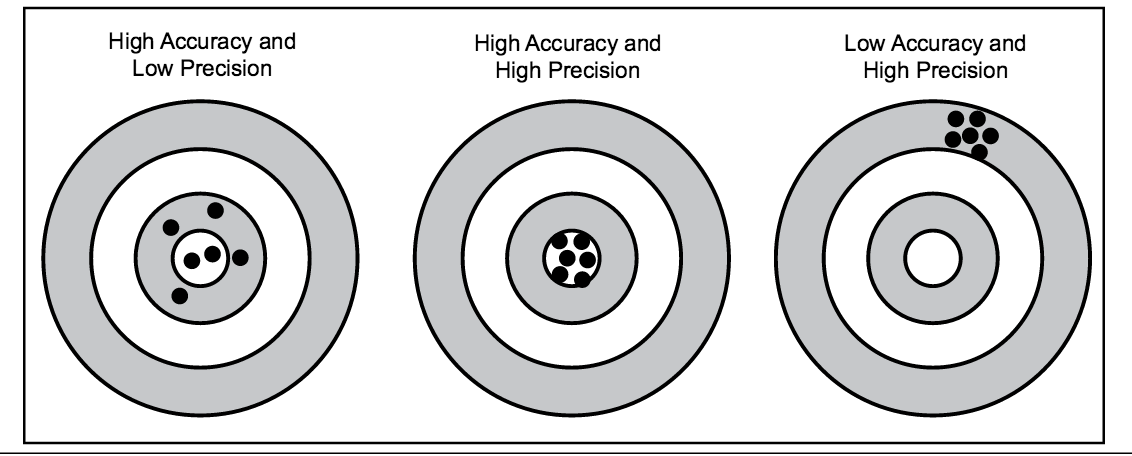 High Accuracy and
Low Precision
High Accuracy and
High Precision
Low Accuracy and
High Precision